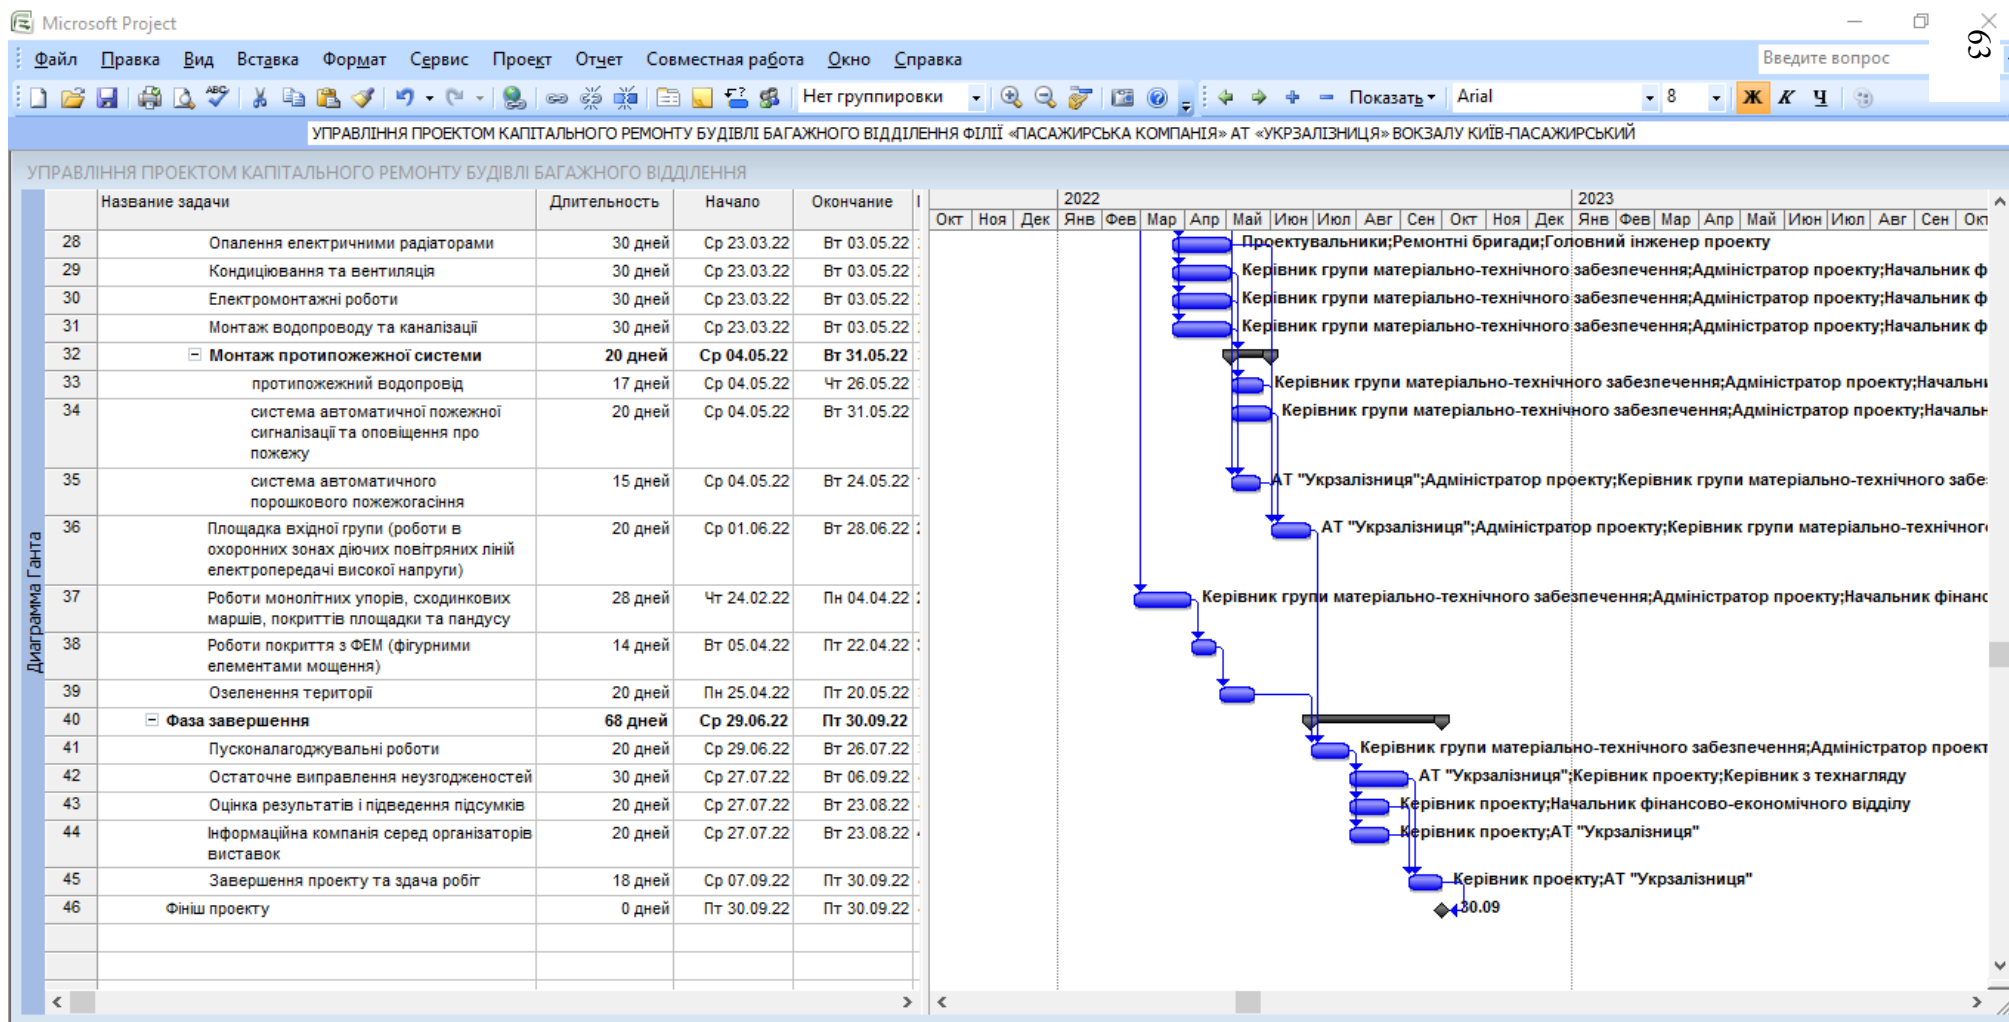 Microsoft Project
63
Файл Правка Вид Вставка Формат Сервис Проект Отчет Совместная работа Окно Справка
Введите вопрос
Нет группировки Показать Arial 8 Ж К Ч
УПРАВЛІННЯ ПРОЕКТОМ КАПІТАЛЬНОГО РЕМОНТУ БУДІВЛІ БАГАЖНОГО ВІДДІЛЕННЯ ФІЛІЇ «ПАСАЖИРСЬКА КОМПАНІЯ» АТ «УКРЗАЛІЗНИЦЯ» ВОКЗАЛУ КИЇВ-ПАСАЖИРСЬКИЙ
УПРАВЛІННЯ ПРОЕКТОМ КАПІТАЛЬНОГО РЕМОНТУ БУДІВЛІ БАГАЖНОГО ВІДДІЛЕННЯ
Название задачи Длительность Начало Окончание
2022 2023
Окт Ноя Дек Янв Фев Мар Апр Май Июн Июл Авг Сен Окт Ноя Дек Янв Фев Мар Апр Май Июн Июл Авг Сен Окт
Диаграмма Ганта
28 Опалення електричними радіаторами 30 дней Ср 23.03.22 Вт 03.05.22 Проектувальники;Ремонтні бригади;Головний інженер проекту
29 Кондиціювання та вентиляція 30 дней Ср 23.03.22 Вт 03.05.22 Керівник групи матеріально-технічного забезпечення;Адміністратор проекту;Начальник ф
30 Електромонтажні роботи 30 дней Ср 23.03.22 Вт 03.05.22 Керівник групи матеріально-технічного забезпечення;Адміністратор проекту;Начальник ф
31 Монтаж водопроводу та каналізації 30 дней Ср 23.03.22 Вт 03.05.22 Керівник групи матеріально-технічного забезпечення;Адміністратор проекту;Начальник ф
32 Монтаж протипожежної системи 20 дней Ср 04.05.22 Вт 31.05.22
33 протипожежний водопровід 17 дней Ср 04.05.22 Чт 26.05.22 Керівник групи матеріально-технічного забезпечення;Адміністратор проекту;Начальн
34 система автоматичної пожежної 20 дней Ср 04.05.22 Вт 31.05.22 Керівник групи матеріально-технічного забезпечення;Адміністратор проекту;Начальн
сигналізації та оповіщення про
пожежу
35 система автоматичного 15 дней Ср 04.05.22 Вт 24.05.22 АТ "Укрзалізниця";Адміністратор проекту;Керівник групи матеріально-технічного забе
порошкового пожежогасіння
36 Площадка вхідної групи (роботи в 20 дней Ср 01.06.22 Вт 28.06.22 АТ "Укрзалізниця";Адміністратор проекту;Керівник групи матеріально-технічного
охоронних зонах діючих повітряних ліній
електропередачі високої напруги)
37 Роботи монолітних упорів, сходинкових 28 дней Чт 24.02.22 Пн 04.04.22 Керівник групи матеріально-технічного забезпечення;Адміністратор проекту;Начальник фінанс
маршів, покриттів площадки та пандусу
38 Роботи покриття з ФЕМ (фігурними 14 дней Вт 05.04.22 Пт 22.04.22
елементами мощення)
39 Озеленення території 20 дней Пн 25.04.22 Пт 20.05.22
40 Фаза завершення 68 дней Ср 29.06.22 Пт 30.09.22
41 Пусконалагоджувальні роботи 20 дней Ср 29.06.22 Вт 26.07.22 Керівник групи матеріально-технічного забезпечення;Адміністратор проект
42 Остаточне виправлення неузгодженостей 30 дней Ср 27.07.22 Вт 06.09.22 АТ "Укрзалізниця";Керівник проекту;Керівник з технагляду
43 Оцінка результатів і підведення підсумків 20 дней Ср 27.07.22 Вт 23.08.22 Керівник проекту;Начальник фінансово-економічного відділу
44 Інформаційна компанія серед організаторів 20 дней Ср 27.07.22 Вт 23.08.22 Керівник проекту;АТ "Укрзалізниця"
виставок
45 Завершення проекту та здача робіт 18 дней Ср 07.09.22 Пт 30.09.22 Керівник проекту;АТ "Укрзалізниця"
46 Фініш проекту 0 дней Пт 30.09.22 Пт 30.09.22 30.09